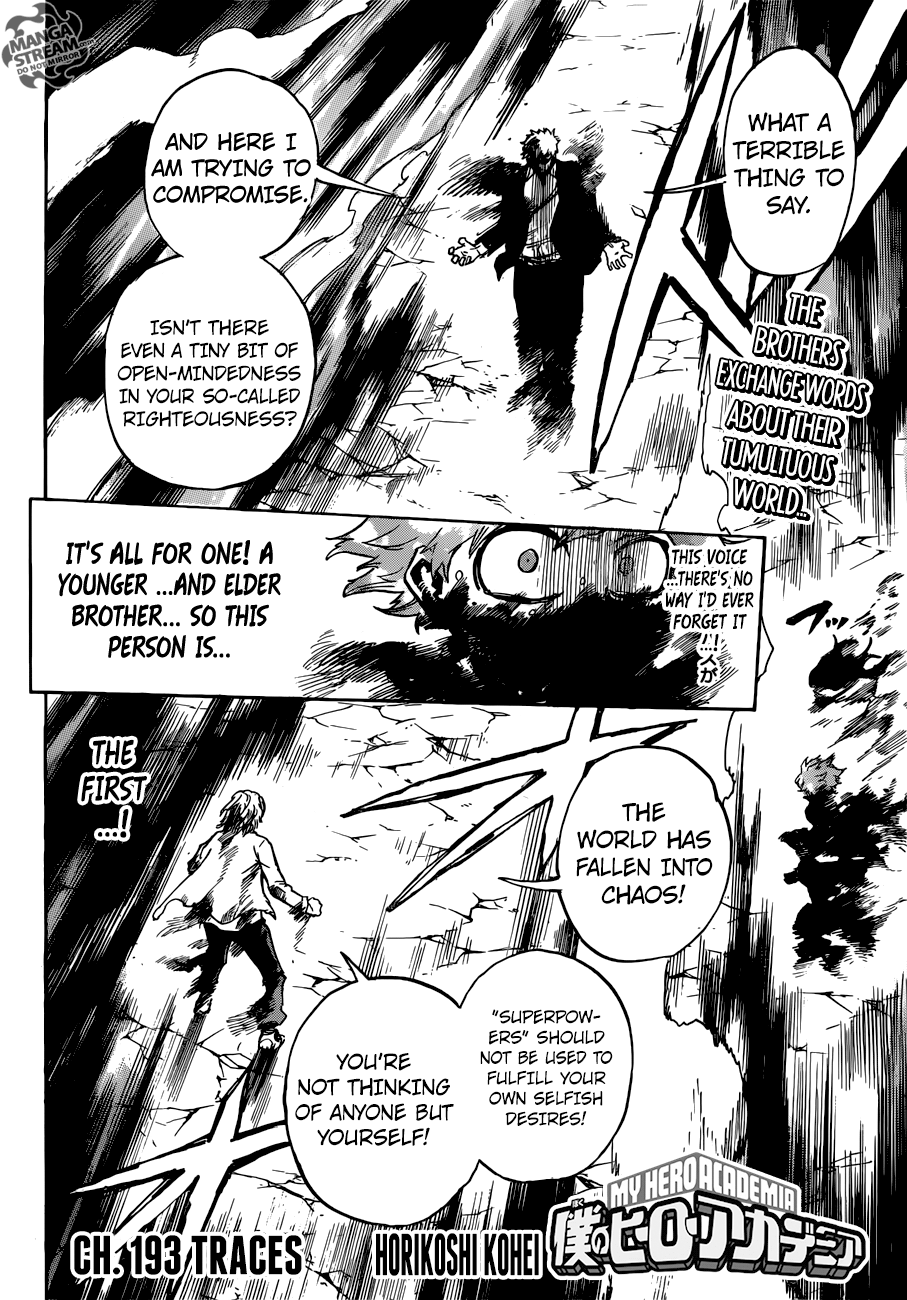 MANGA
STREAM.COM
DO NOT MIRROR
WHAT A
TERRIBLE
THING TO
SAY.
AND HERE I
AM TRYING TO
COMPROMISE.
ISN'T THERE
EVEN A TINY BIT OF
OPEN-MINDEDNESS
IN YOUR SO-CALLED
RIGHTEOUSNESS?
THE
BROTHERS
EXCHANGE WORDS
ABOUT THEIR
TUMULTUOUS
WORLD...
THIS VOICE
...THERE'S NO
WAY I'D EVER
FORGET IT
...!
人が
IT'S ALL FOR ONE! A
YOUNGER ...AND ELDER
BROTHER... SO THIS
PERSON IS...
フッ
THE
FIRST
...!
THE
WORLD HAS
FALLEN INTO
CHAOS!
"SUPERPOW-
ERS" SHOULD
NOT BE USED TO
FULFILL YOUR
OWN SELFISH
DESIRES!
YOU'RE
NOT THINKING
OF ANYONE BUT
YOURSELF!
CH. 193 TRACES
HORIKOSHI KOHEI
MY HERO ACADEMIA
僕のヒーローアカデミア